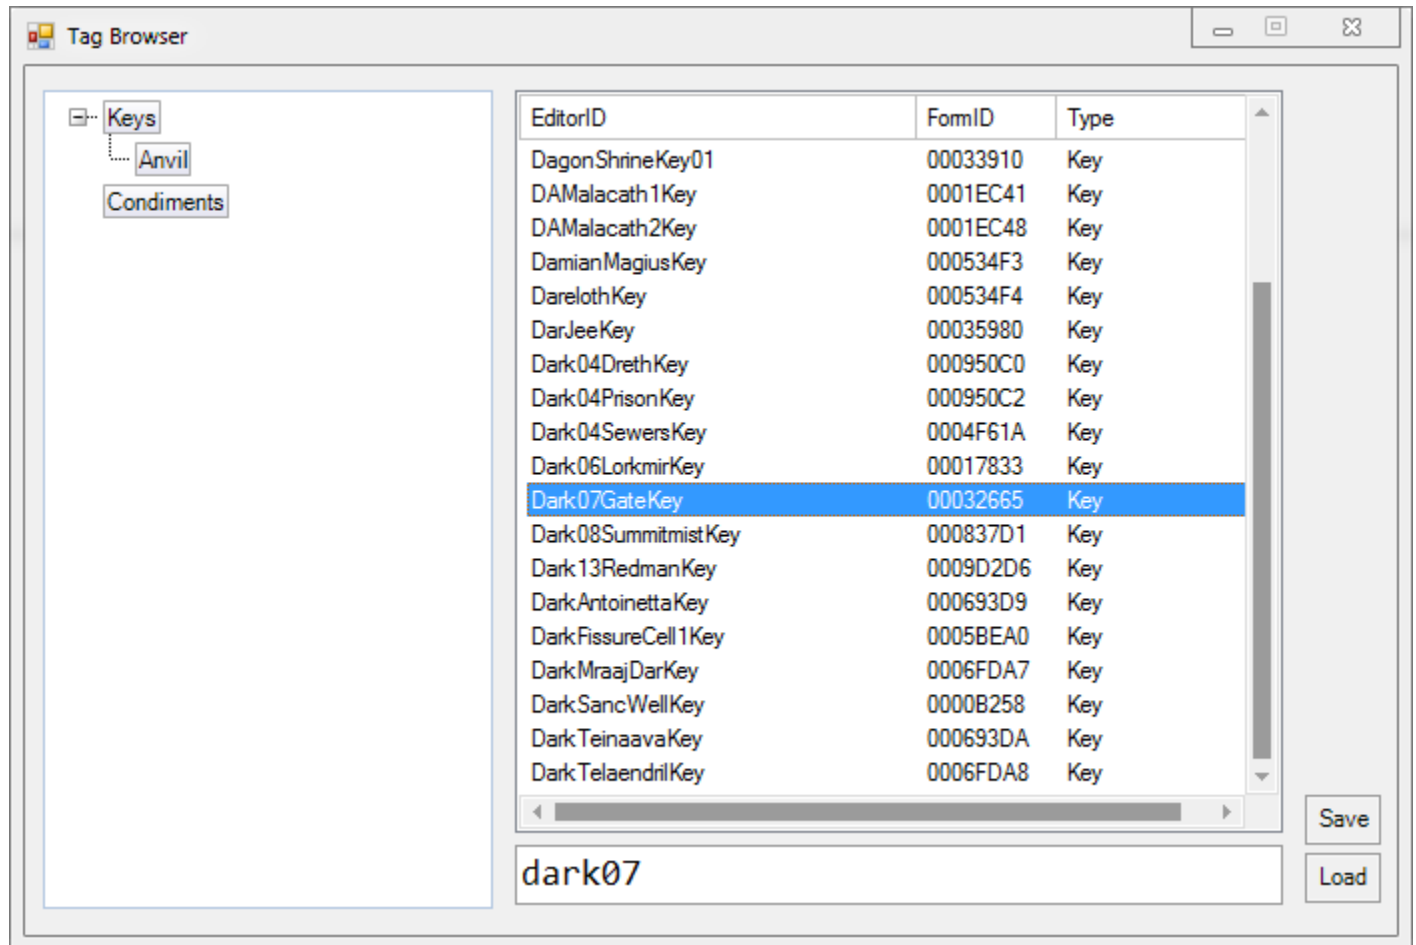 Tag Browser
Keys
Anvil
Condiments
EditorID FormID Type
DagonShrineKey01 00033910 Key
DAMalacath1Key 0001EC41 Key
DAMalacath2Key 0001EC48 Key
DamianMagiusKey 000534F3 Key
DarelothKey 000534F4 Key
DarJeeKey 00035980 Key
Dark04DrethKey 000950C0 Key
Dark04PrisonKey 000950C2 Key
Dark04SewersKey 0004F61A Key
Dark06LorkmirKey 00017833 Key
Dark07GateKey 00032665 Key
Dark08SummitmistKey 000837D1 Key
Dark13RedmanKey 0009D2D6 Key
DarkAntoinettaKey 000693D9 Key
DarkFissureCell1Key 0005BEA0 Key
DarkMraajDarKey 0006FDA7 Key
DarkSancWellKey 0000B258 Key
DarkTeinaavaKey 000693DA Key
DarkTelaendrilKey 0006FDA8 Key
dark07
Save
Load